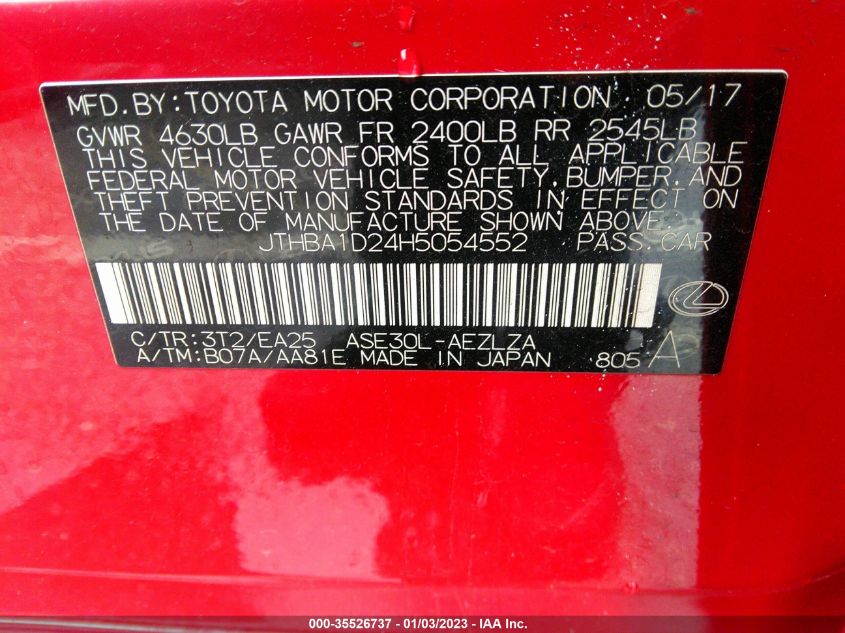 MFD.BY:TOYOTA MOTOR CORPORATION 05/17
GVWR 4630LB GAWR FR 2400LB RR 2545LB
THIS VEHICLE CONFORMS TO ALL APPLICABLE
FEDERAL MOTOR VEHICLE SAFETY,BUMPER,AND
THEFT PREVENTION STANDARDS IN EFFECT ON
THE DATE OF MANUFACTURE SHOWN ABOVE.
JTHBA1D24H5054552 PASS.CAR
C/TR:3T2/EA25 ASE30L-AEZLZA
A/TM:B07A/AA81E MADE IN JAPAN 805 A
000-35526737 - 01/03/2023 - IAA Inc.